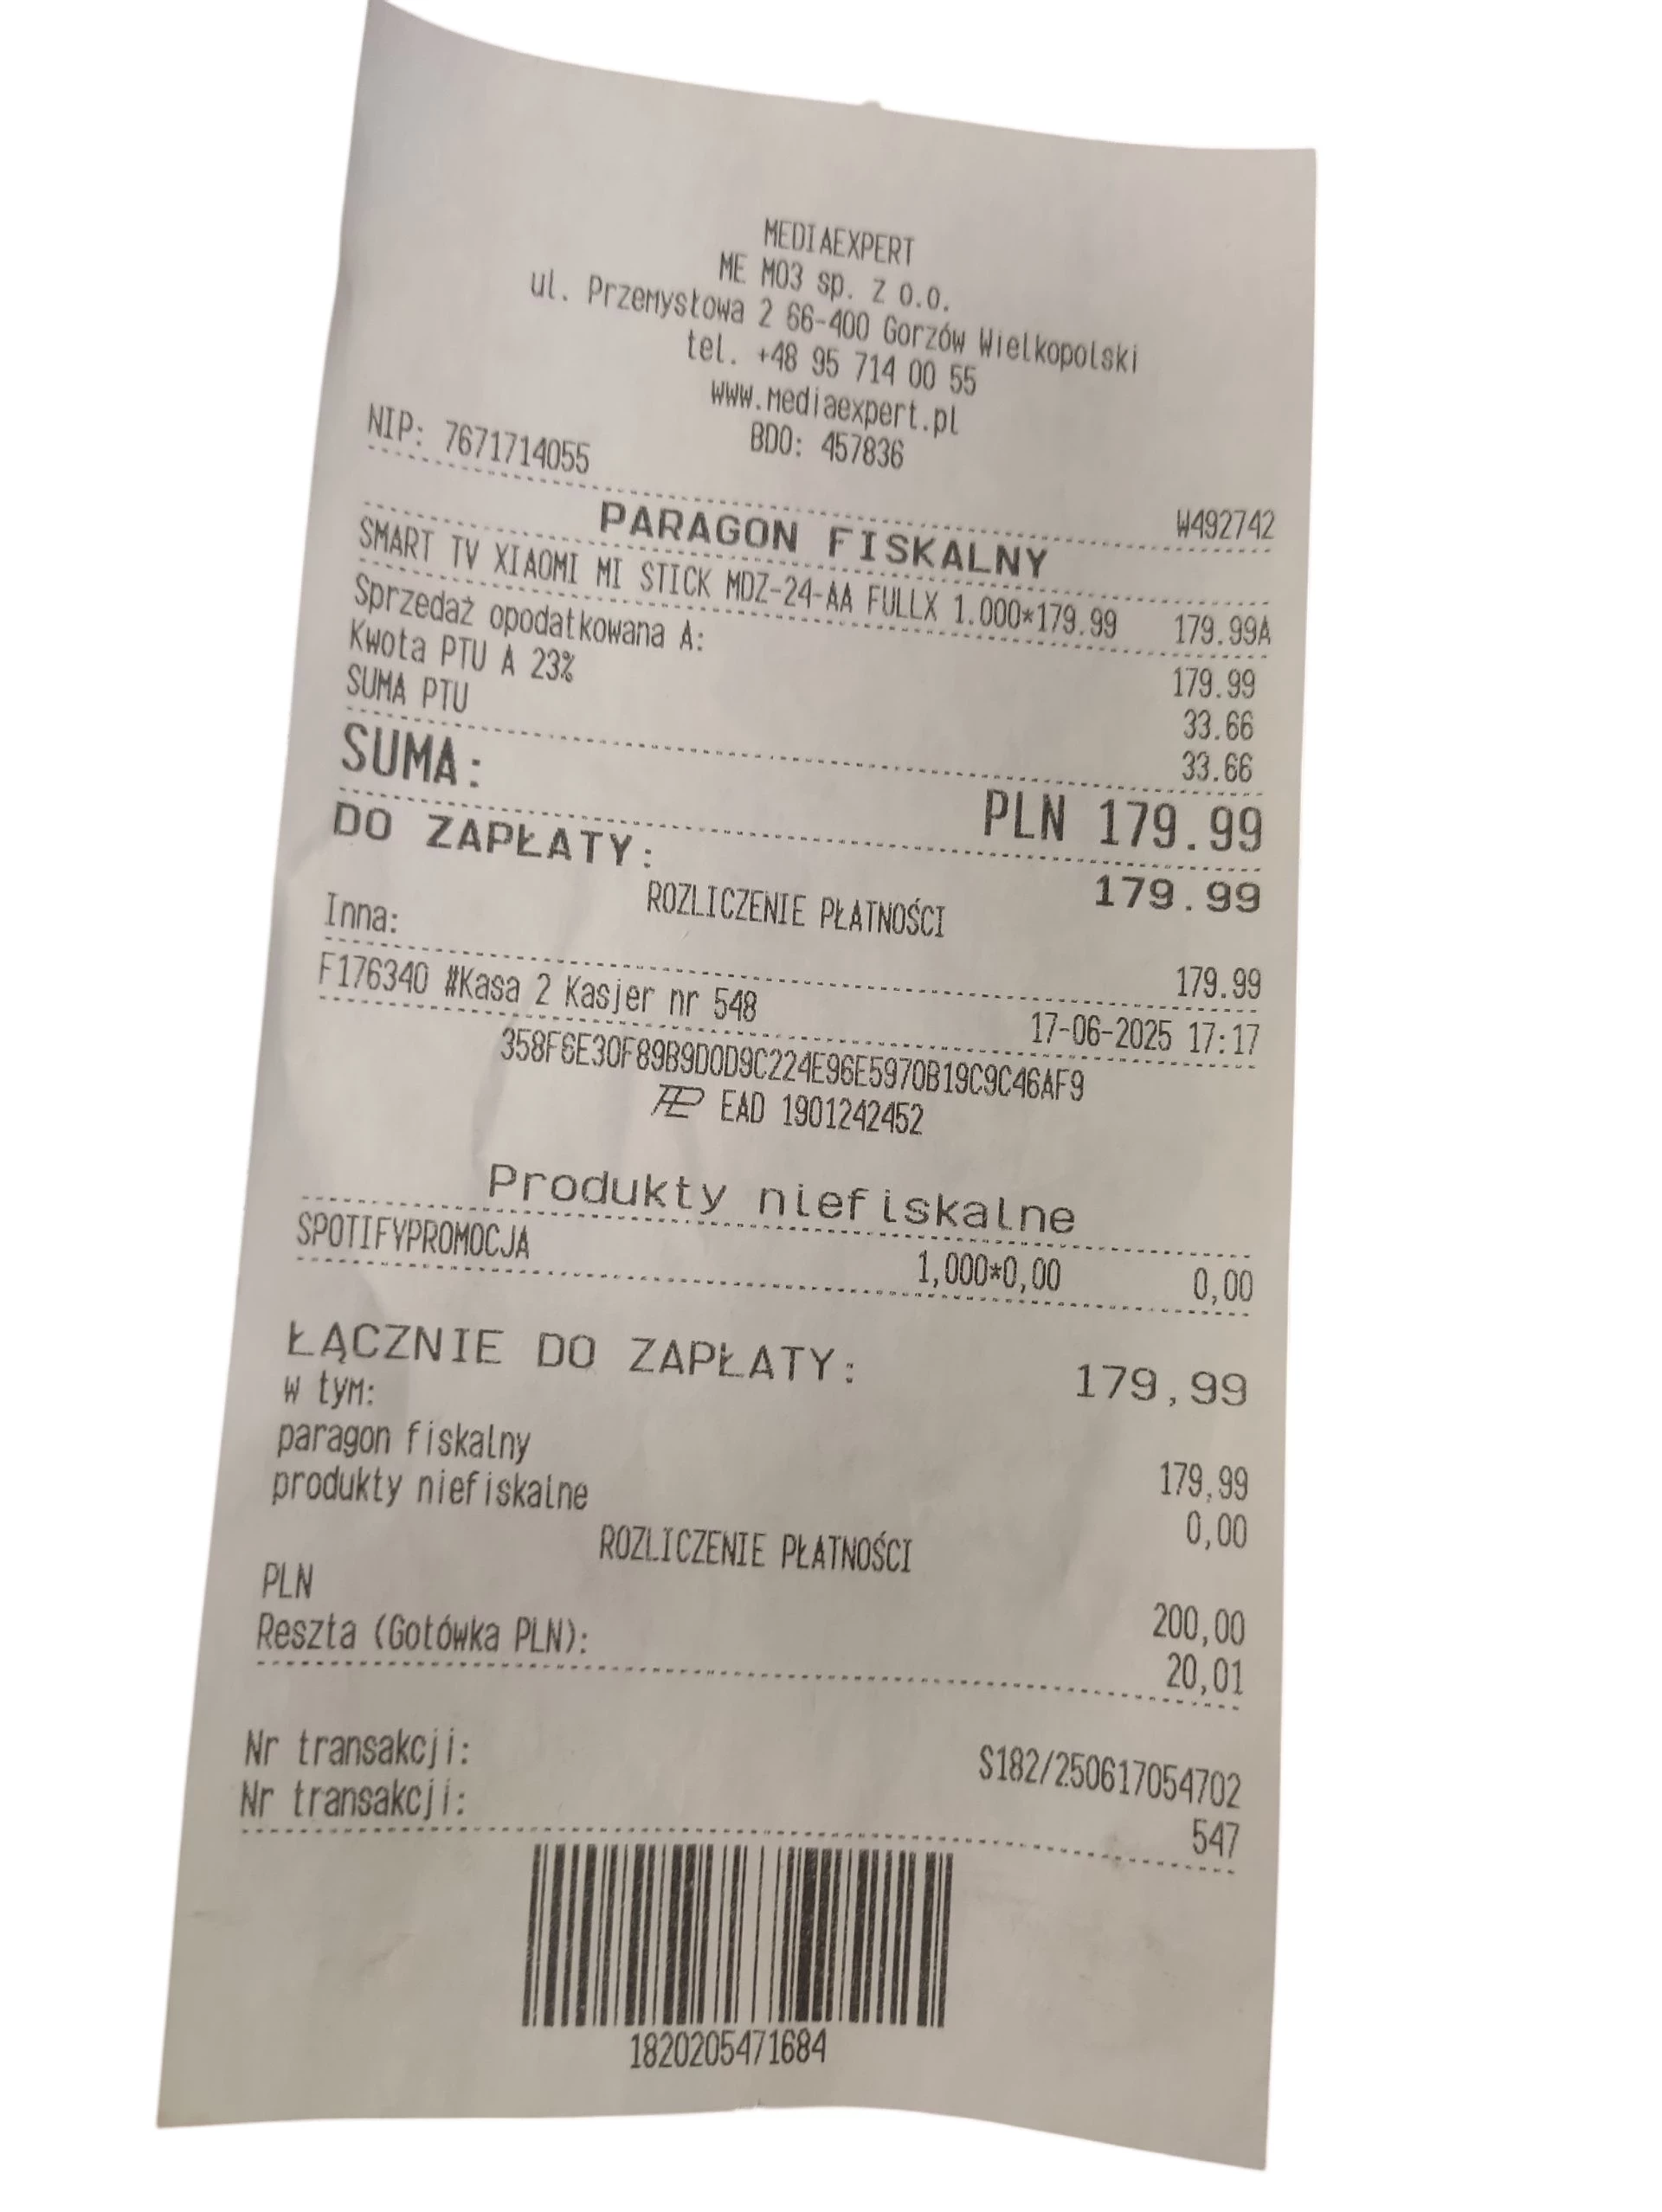 MEDIAEXPERT
ME M03 sp. z o.o.
ul. Przemysłowa 2 66-400 Gorzów Wielkopolski
tel. +48 95 714 00 55
www.mediaexpert.pl
BDO: 457836
NIP: 7671714055 W492742
PARAGON FISKALNY
SMART TV XIAOMI MI STICK MDZ-24-AA FULLX 1.000*179.99 179.99A
Sprzedaż opodatkowana A: 179.99
Kwota PTU A 23% 33.66
SUMA PTU 33.66
SUMA: PLN 179.99
DO ZAPŁATY: 179.99
ROZLICZENIE PŁATNOŚCI
Inna: 179.99
F176340 #Kasa 2 Kasjer nr 548 17-06-2025 17:17
358F6E30F89B9D0D9C224E96E5970B19C9C46AF9
EAD 1901242452
Produkty niefiskalne
SPOTIFYPROMOCJA 1,000*0,00 0,00
ŁĄCZNIE DO ZAPŁATY: 179,99
w tym:
paragon fiskalny 179,99
produkty niefiskalne 0,00
ROZLICZENIE PŁATNOŚCI
PLN 200,00
Reszta (Gotówka PLN): 20,01
Nr transakcji: S182/250617054702
Nr transakcji: 547
1820205471684